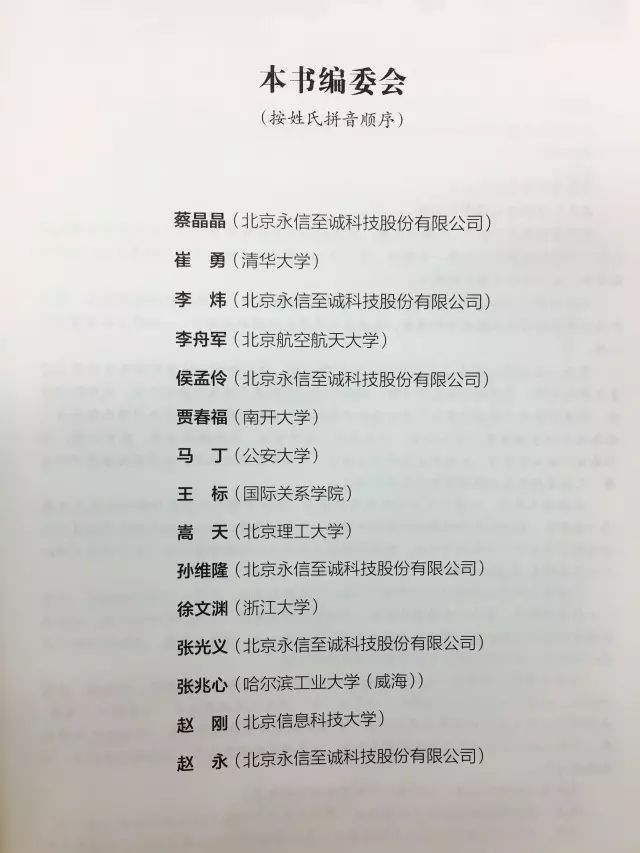 本书编委会
（按姓氏拼音顺序）
蔡晶晶（北京永信至诚科技股份有限公司）
崔　勇（清华大学）
李　炜（北京永信至诚科技股份有限公司）
李舟军（北京航空航天大学）
侯孟伶（北京永信至诚科技股份有限公司）
贾春福（南开大学）
马　丁（公安大学）
王　标（国际关系学院）
嵩　天（北京理工大学）
孙维隆（北京永信至诚科技股份有限公司）
徐文渊（浙江大学）
张光义（北京永信至诚科技股份有限公司）
张兆心（哈尔滨工业大学（威海））
赵　刚（北京信息科技大学）
赵　永（北京永信至诚科技股份有限公司）